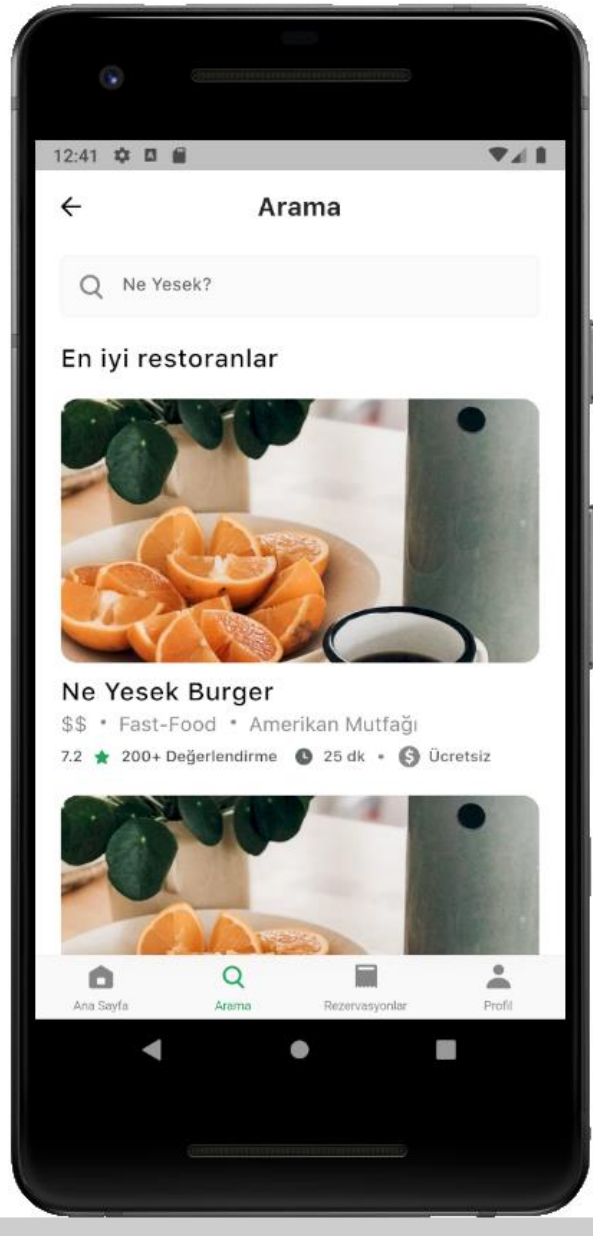 12:41
Arama
Ne Yesek?
En iyi restoranlar
Ne Yesek Burger
$$ • Fast-Food • Amerikan Mutfağı
7.2 200+ Değerlendirme 25 dk • Ücretsiz
Ana Sayfa Arama Rezervasyonlar Profil